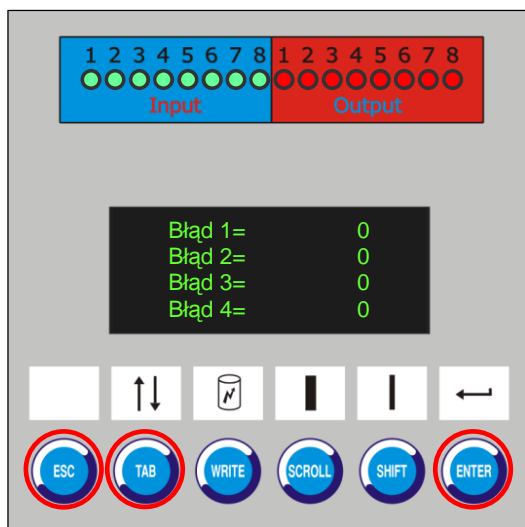 1 2 3 4 5 6 7 8 1 2 3 4 5 6 7 8
Input Output
Błąd 1= 0
Błąd 2= 0
Błąd 3= 0
Błąd 4= 0
ESC TAB WRITE SCROLL SHIFT ENTER